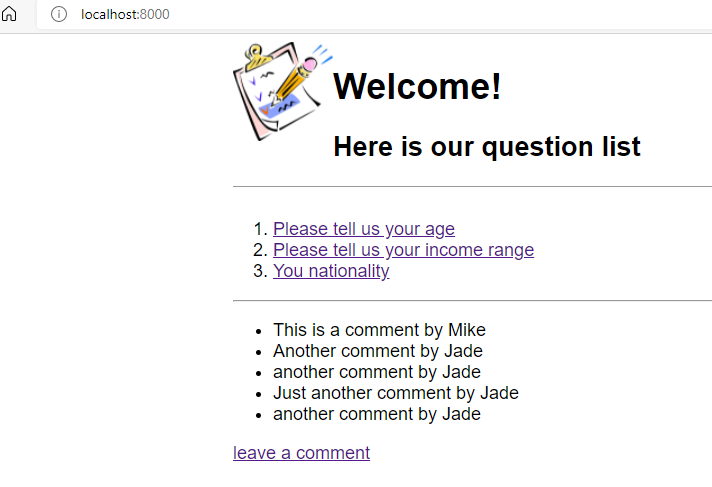 localhost:8000
Welcome!
Here is our question list
1. Please tell us your age
2. Please tell us your income range
3. You nationality
• This is a comment by Mike
• Another comment by Jade
• another comment by Jade
• Just another comment by Jade
• another comment by Jade
leave a comment